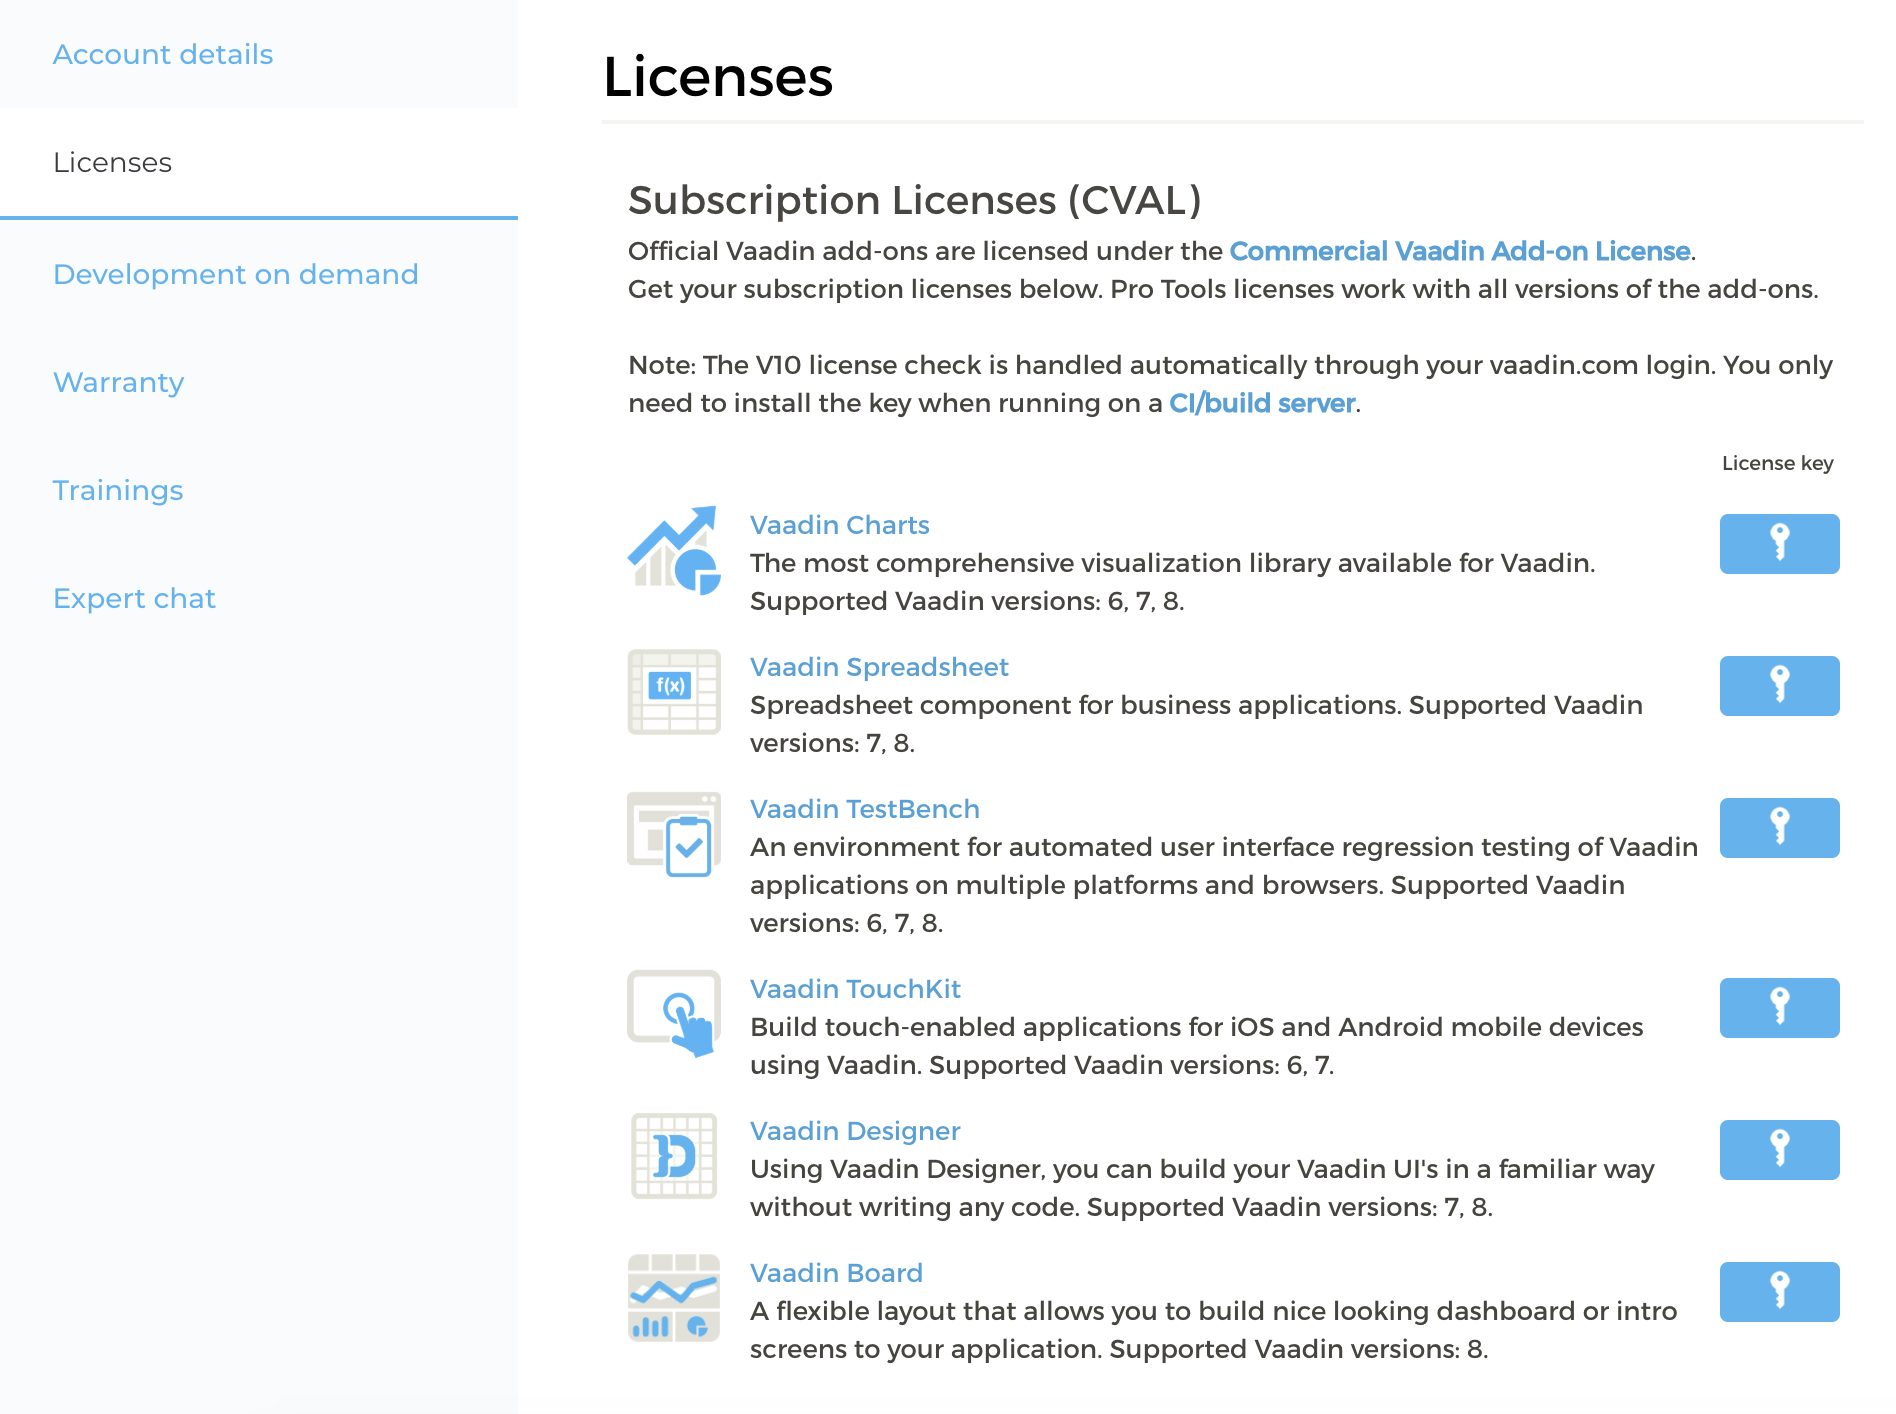 Account details
Licenses
Development on demand
Warranty
Trainings
Expert chat
Licenses
Subscription Licenses (CVAL)
Official Vaadin add-ons are licensed under the Commercial Vaadin Add-on License.
Get your subscription licenses below. Pro Tools licenses work with all versions of the add-ons.
Note: The V10 license check is handled automatically through your vaadin.com login. You only
need to install the key when running on a CI/build server.
License key
Vaadin Charts
The most comprehensive visualization library available for Vaadin.
Supported Vaadin versions: 6, 7, 8.
f(x)
Vaadin Spreadsheet
Spreadsheet component for business applications. Supported Vaadin
versions: 7, 8.
Vaadin TestBench
An environment for automated user interface regression testing of Vaadin
applications on multiple platforms and browsers. Supported Vaadin
versions: 6, 7, 8.
Vaadin TouchKit
Build touch-enabled applications for iOS and Android mobile devices
using Vaadin. Supported Vaadin versions: 6, 7.
Vaadin Designer
Using Vaadin Designer, you can build your Vaadin UI's in a familiar way
without writing any code. Supported Vaadin versions: 7, 8.
Vaadin Board
A flexible layout that allows you to build nice looking dashboard or intro
screens to your application. Supported Vaadin versions: 8.